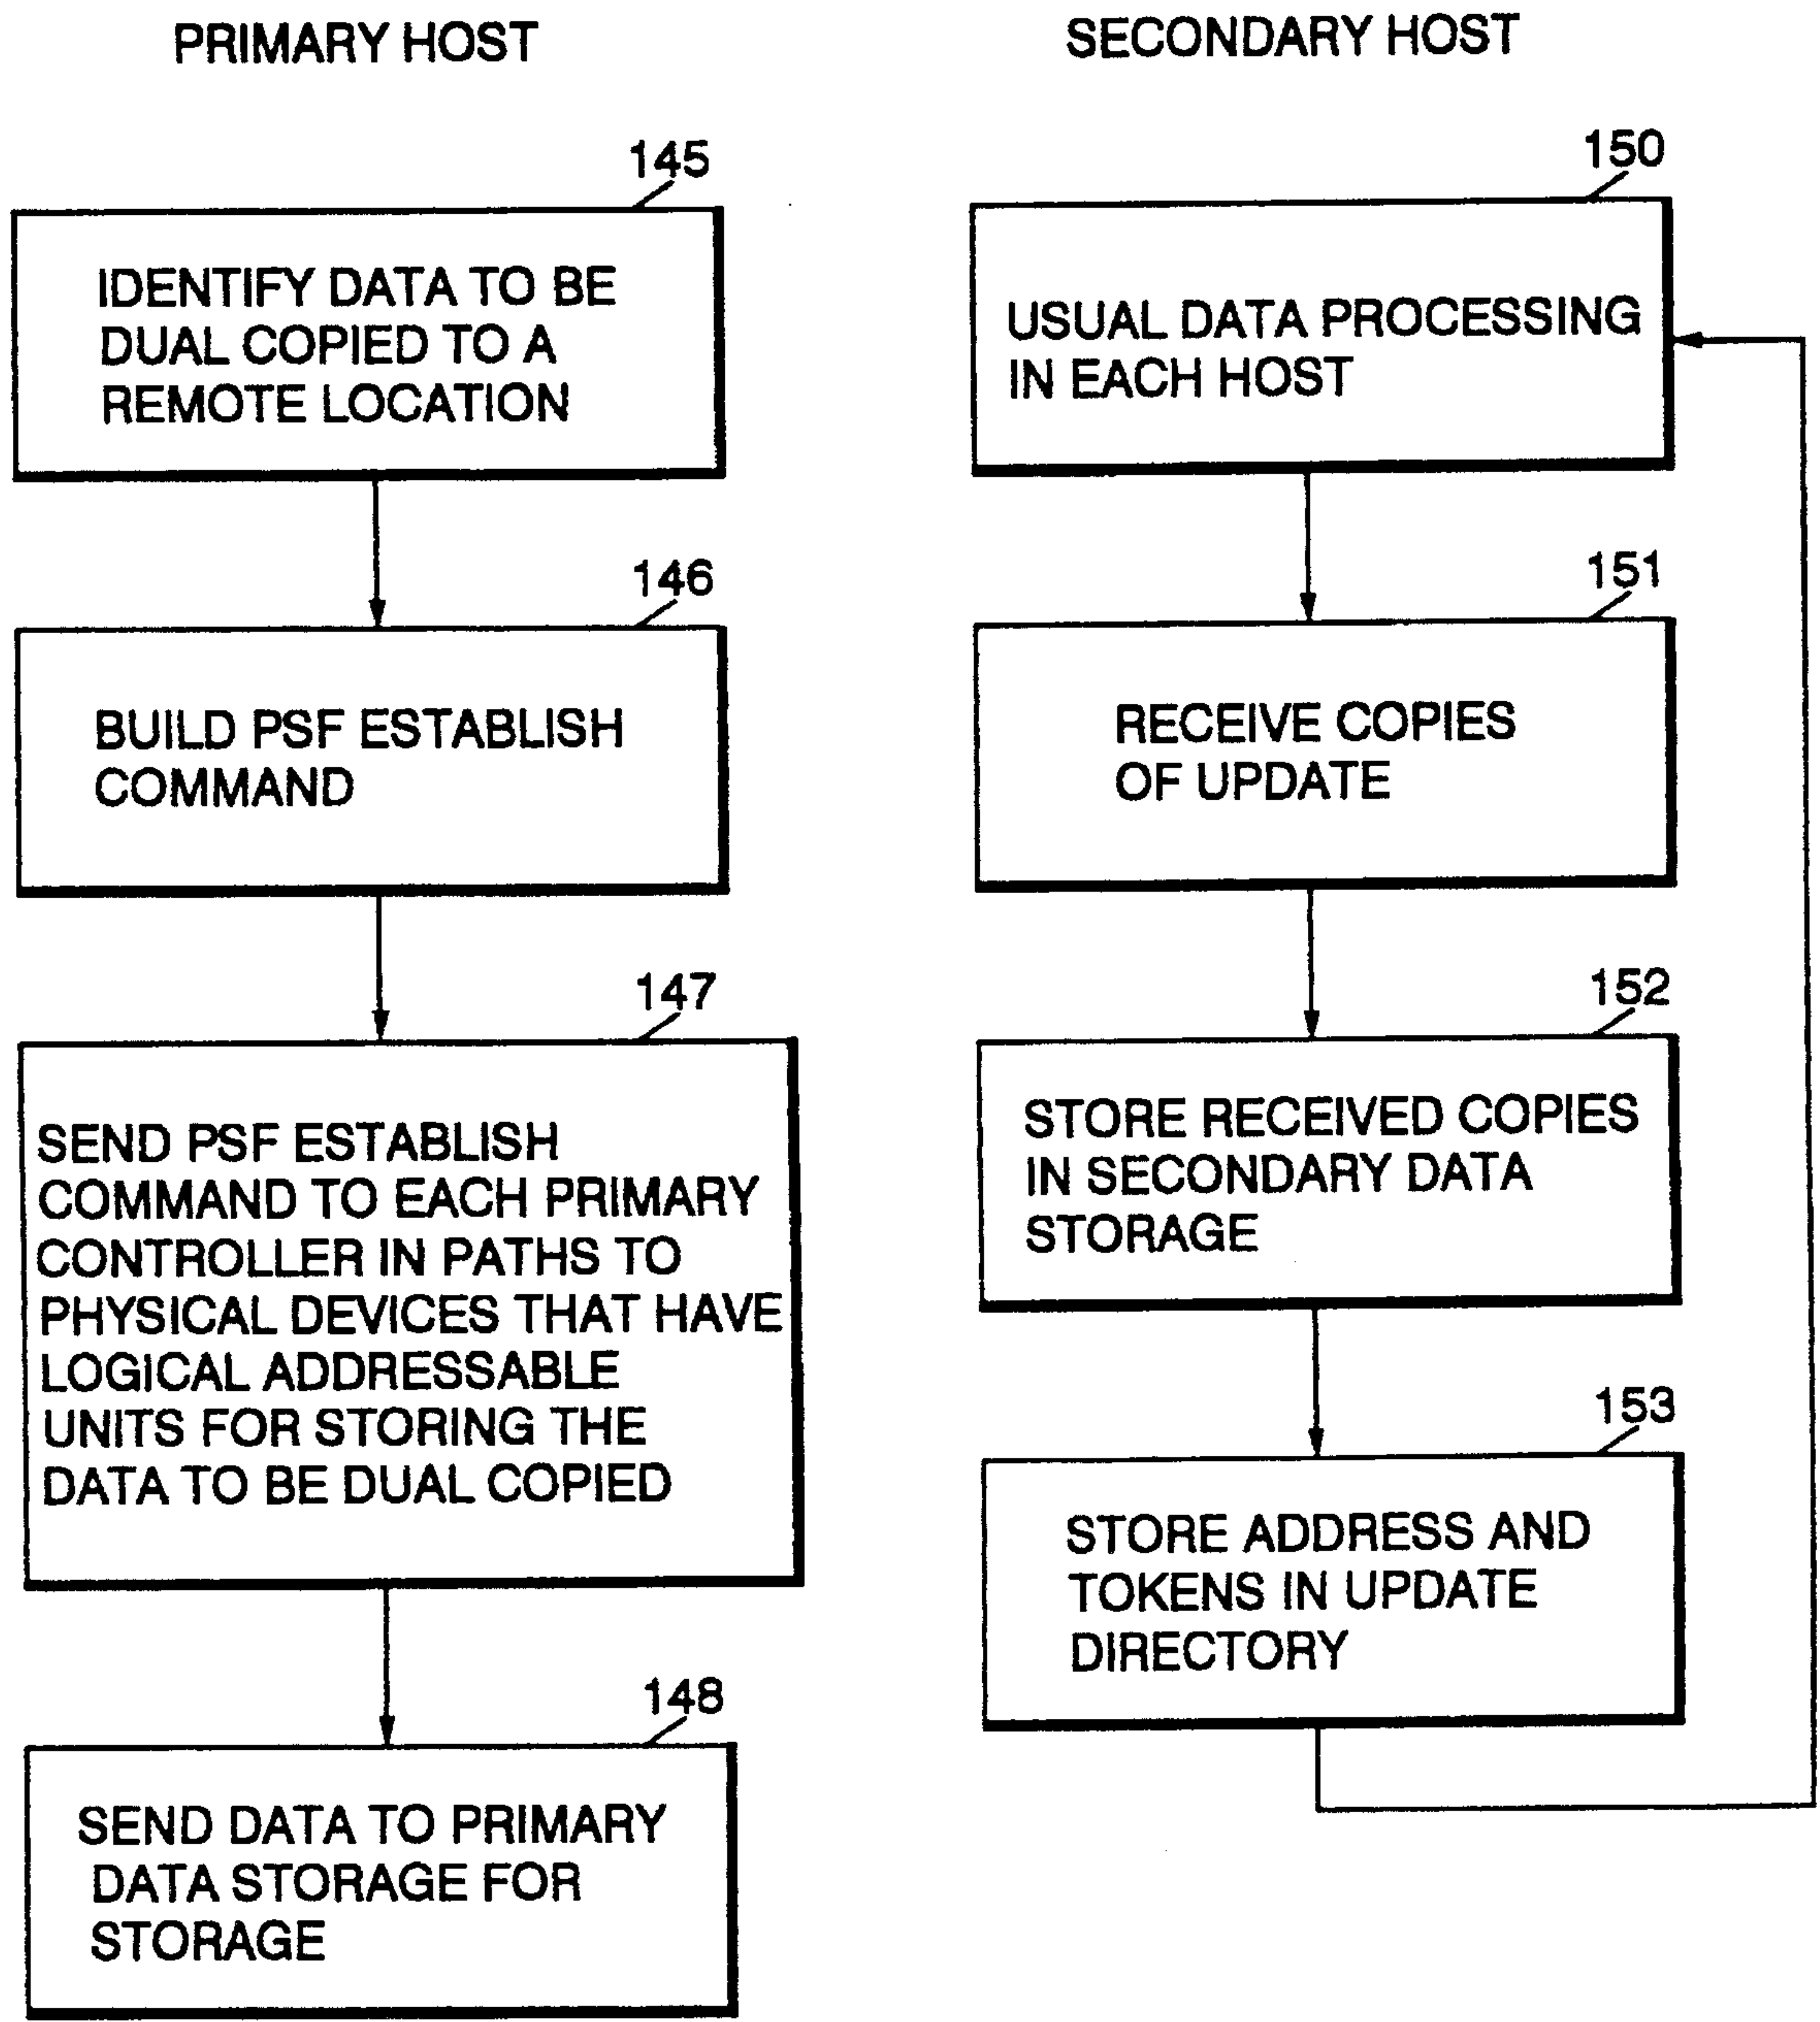 PRIMARY HOST
145
IDENTIFY DATA TO BE
DUAL COPIED TO A
REMOTE LOCATION
146
BUILD PSF ESTABLISH
COMMAND
147
SEND PSF ESTABLISH
COMMAND TO EACH PRIMARY
CONTROLLER IN PATHS TO
PHYSICAL DEVICES THAT HAVE
LOGICAL ADDRESSABLE
UNITS FOR STORING THE
DATA TO BE DUAL COPIED
148
SEND DATA TO PRIMARY
DATA STORAGE FOR
STORAGE
SECONDARY HOST
150
USUAL DATA PROCESSING
IN EACH HOST
151
RECEIVE COPIES
OF UPDATE
152
STORE RECEIVED COPIES
IN SECONDARY DATA
STORAGE
153
STORE ADDRESS AND
TOKENS IN UPDATE
DIRECTORY